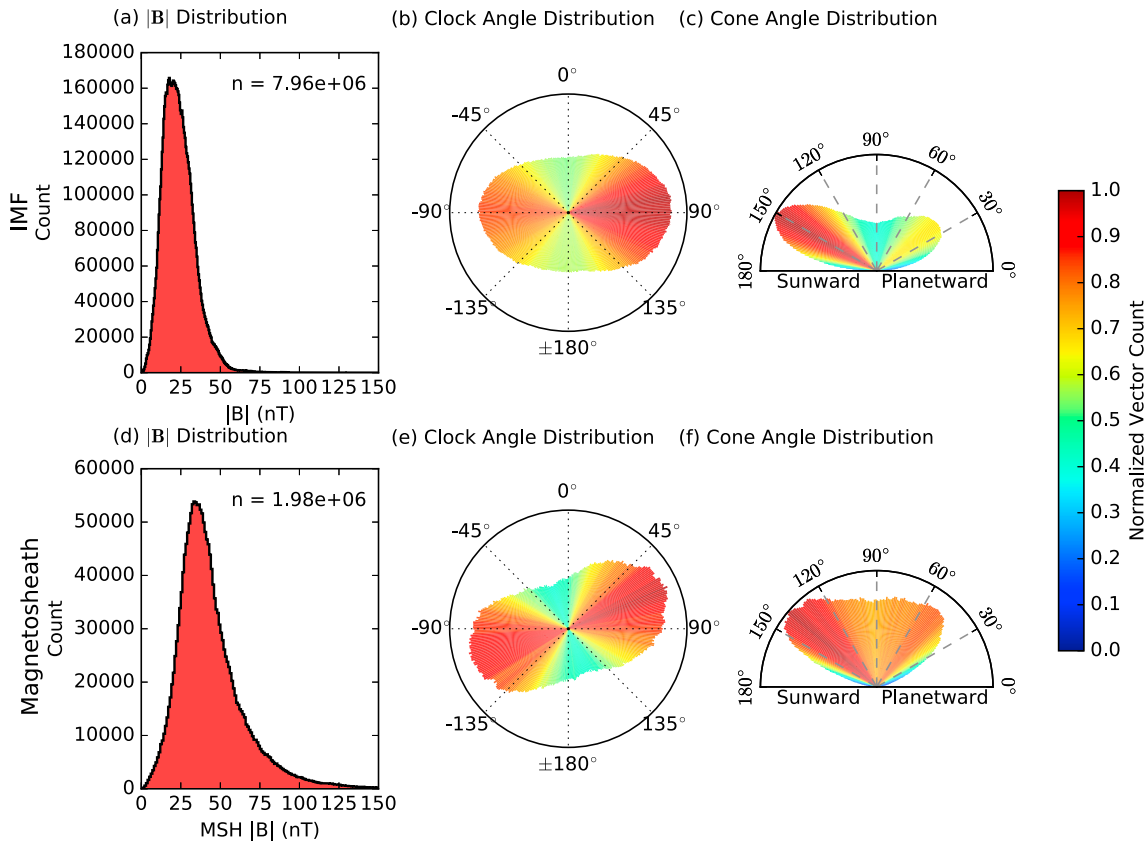 (a) |B| Distribution
(b) Clock Angle Distribution
(c) Cone Angle Distribution
IMF
Count
180000
160000
140000
120000
100000
80000
60000
40000
20000
0
n = 7.96e+06
0 25 50 75 100 125 150
|B| (nT)
0°
-45° 45°
-90° 90°
-135° 135°
±180°
90°
120° 60°
150° 30°
180° 0°
Sunward Planetward
(d) |B| Distribution
(e) Clock Angle Distribution
(f) Cone Angle Distribution
Magnetosheath
Count
60000
50000
40000
30000
20000
10000
0
n = 1.98e+06
0 25 50 75 100 125 150
MSH |B| (nT)
0°
-45° 45°
-90° 90°
-135° 135°
±180°
90°
120° 60°
150° 30°
180° 0°
Sunward Planetward
1.0
0.9
0.8
0.7
0.6
0.5
0.4
0.3
0.2
0.1
0.0
Normalized Vector Count